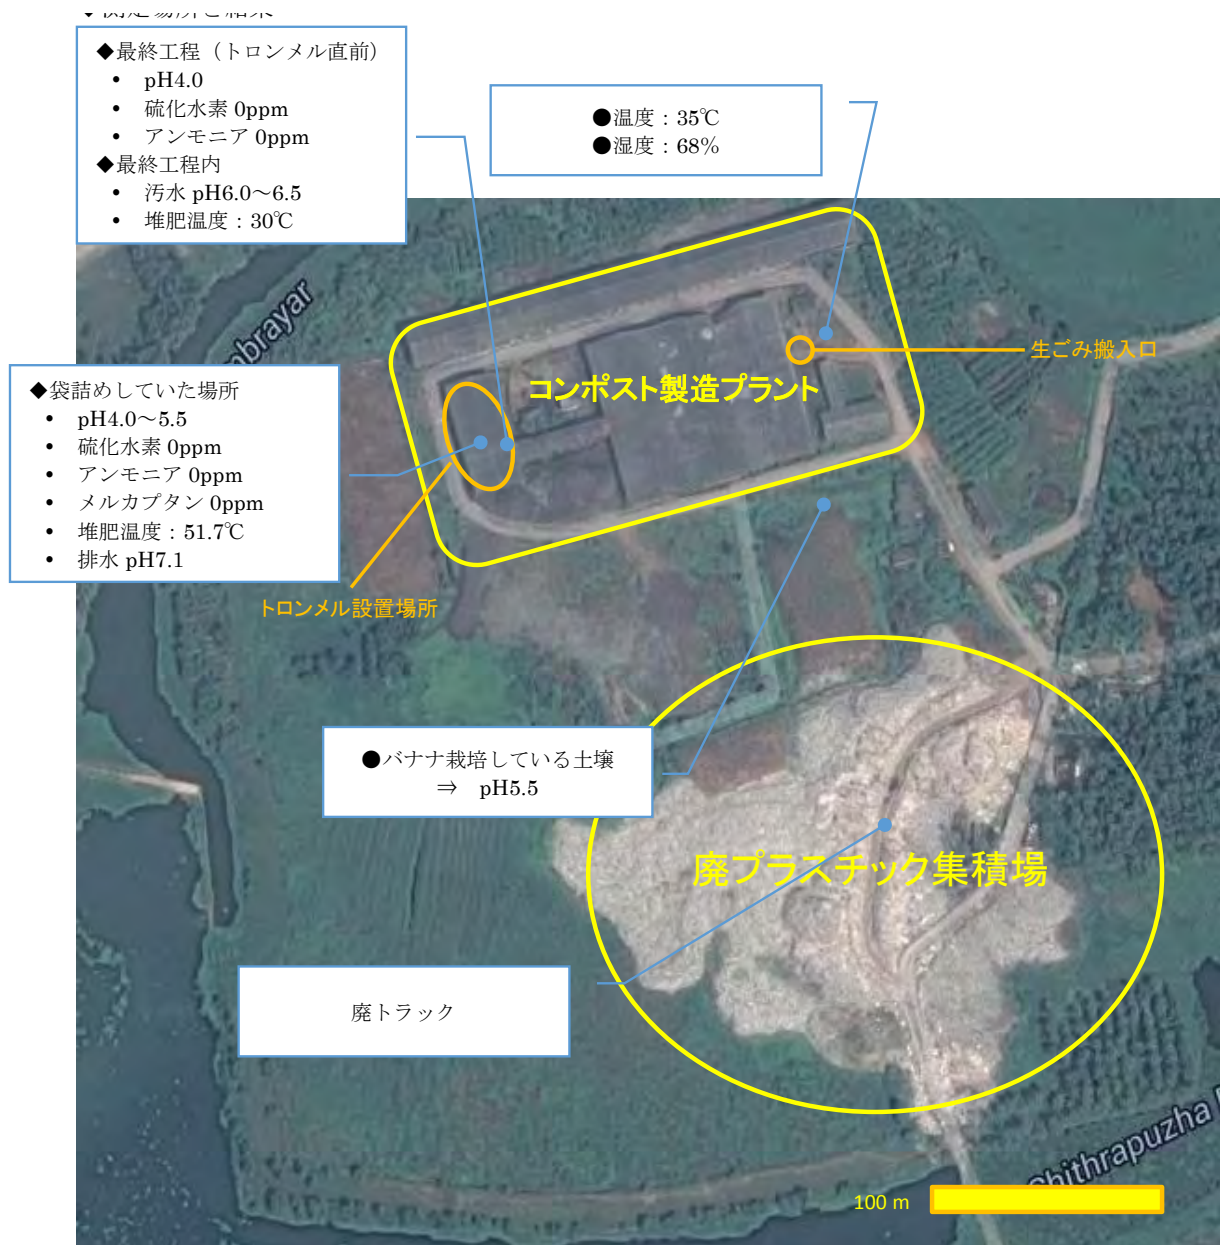 ◆最終工程（トロンメル直前）
• pH4.0
• 硫化水素 0ppm
• アンモニア 0ppm
◆最終工程内
• 汚水 pH6.0～6.5
• 堆肥温度：30℃
●温度：35℃
●湿度：68%
mbrayar
生ごみ搬入口
コンポスト製造プラント
◆袋詰めしていた場所
• pH4.0～5.5
• 硫化水素 0ppm
• アンモニア 0ppm
• メルカプタン 0ppm
• 堆肥温度：51.7℃
• 排水 pH7.1
トロンメル設置場所
●バナナ栽培している土壌
⇒ pH5.5
廃プラスチック集積場
廃トラック
Chithrapuzha
100 m